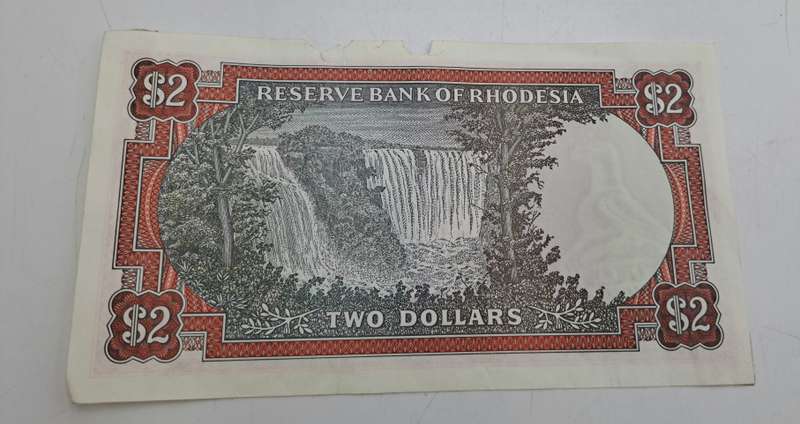 $2 $2
RESERVE BANK OF RHODESIA
TWO DOLLARS
$2 $2